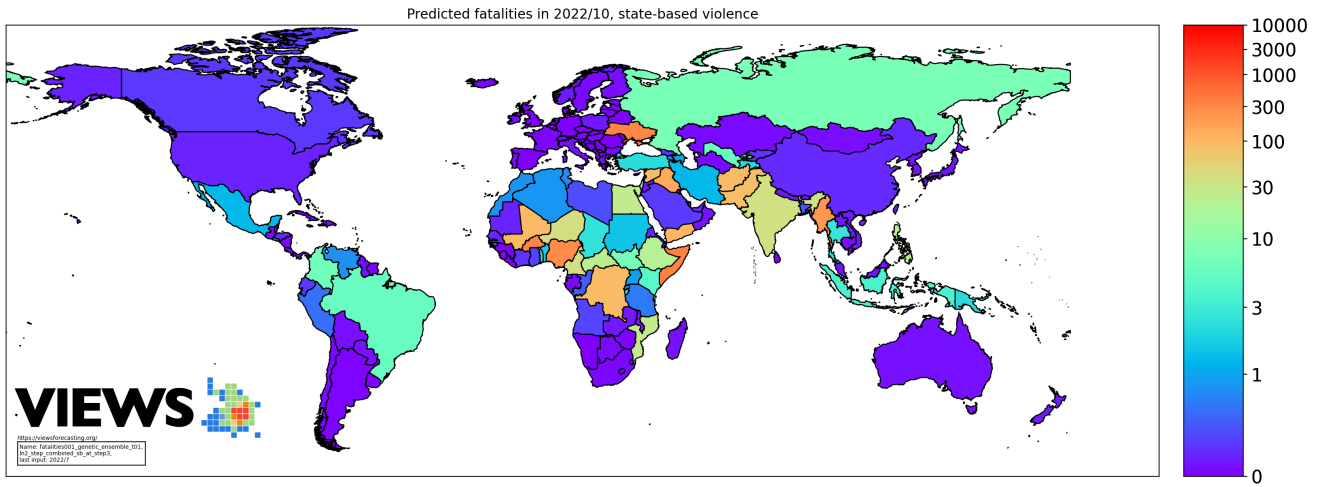 Predicted fatalities in 2022/10, state-based violence
10000
3000
1000
300
100
30
10
3
1
0
VIEWS
https://viewsforecasting.org/
Name: fatalities001_genetic_ensemble_t01,
ln2_step_combined_sb_at_step3,
last input: 2022/7